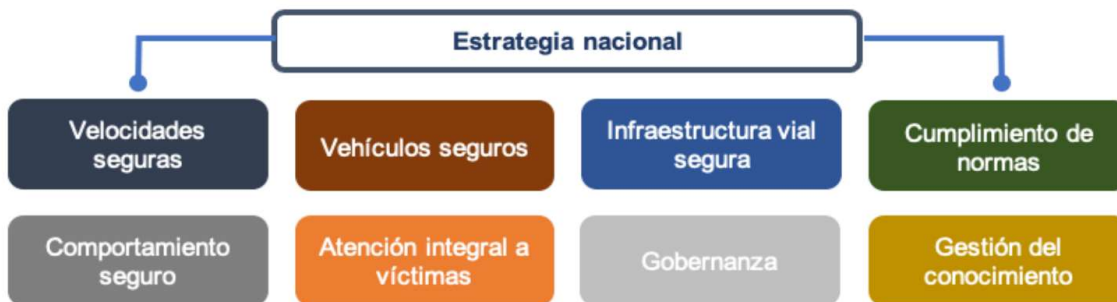 Estrategia nacional
Velocidades
seguras
Vehículos seguros
Infraestructura vial
segura
Cumplimiento de
normas
Comportamiento
seguro
Atención integral a
víctimas
Gobernanza
Gestión del
conocimiento